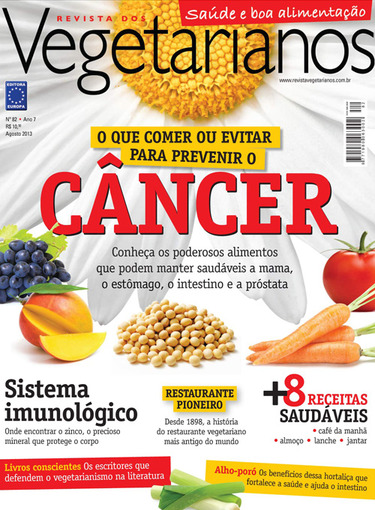 REVISTA DOS
Saúde e boa alimentação
Vegetarianos
www.revistavegetarianos.com.br
EDITORA
EUROPA
Nº 82 • Ano 7
Agosto 2013
O QUE COMER OU EVITAR
PARA PREVENIR O
CÂNCER
Conheça os poderosos alimentos
que podem manter saudáveis a mama,
o estômago, o intestino e a próstata
Sistema
imunológico
Onde encontrar o zinco, o precioso
mineral que protege o corpo
RESTAURANTE
PIONEIRO
Desde 1898, a história
do restaurante vegetariano
mais antigo do mundo
+8 RECEITAS
SAUDÁVEIS
• café da manhã
• almoço • lanche • jantar
Livros conscientes Os escritores que
defendem o vegetarianismo na literatura
Alho-poró Os benefícios dessa hortaliça que
fortalece a saúde e ajuda o intestino